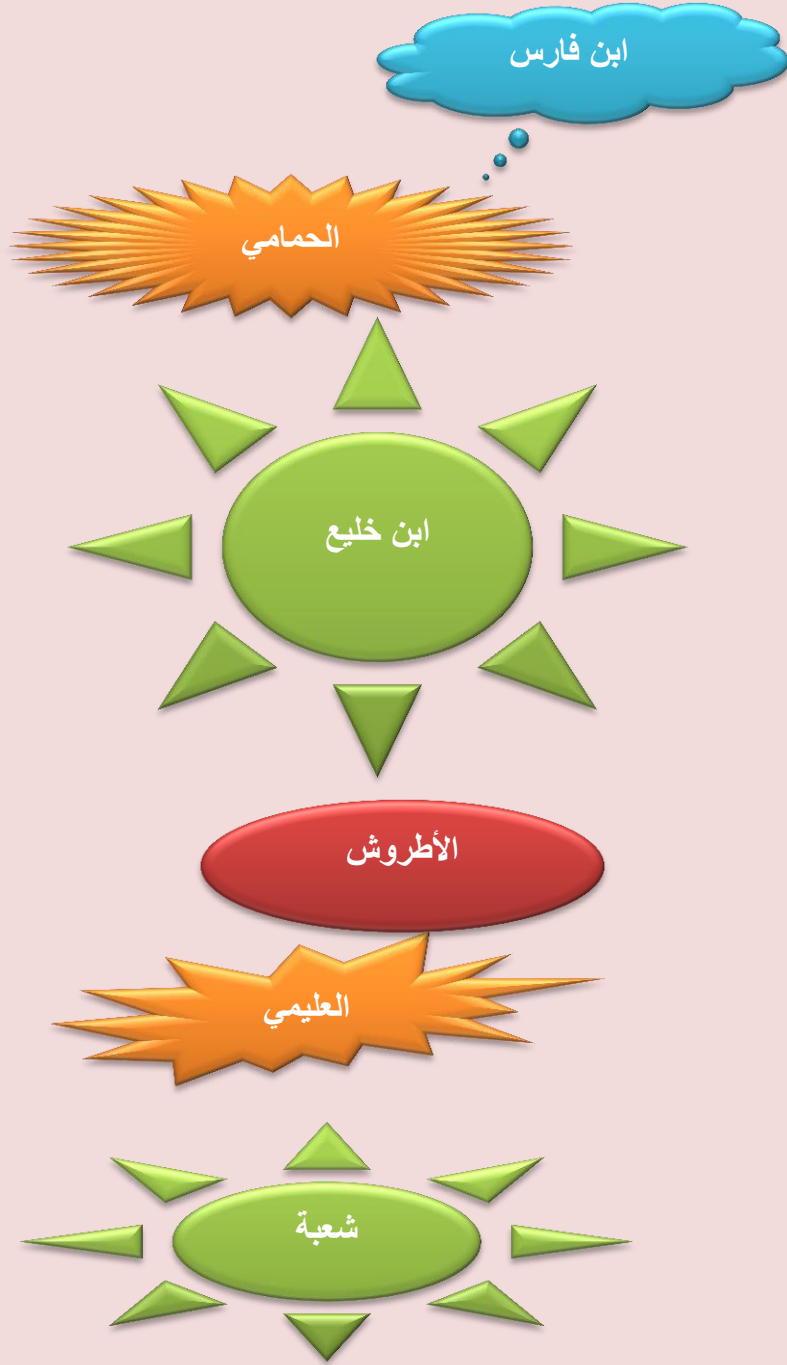 ابن فارس
الحمامي
ابن خليع
الأطروش
العليمي
شعبة